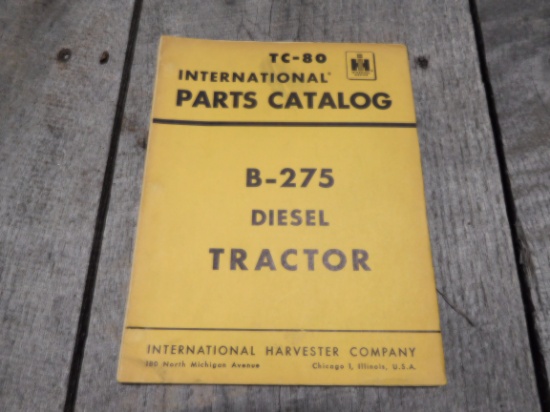 TC-80
INTERNATIONAL®
PARTS CATALOG
B-275
DIESEL
TRACTOR
INTERNATIONAL HARVESTER COMPANY
180 North Michigan Avenue Chicago 1, Illinois, U.S.A.